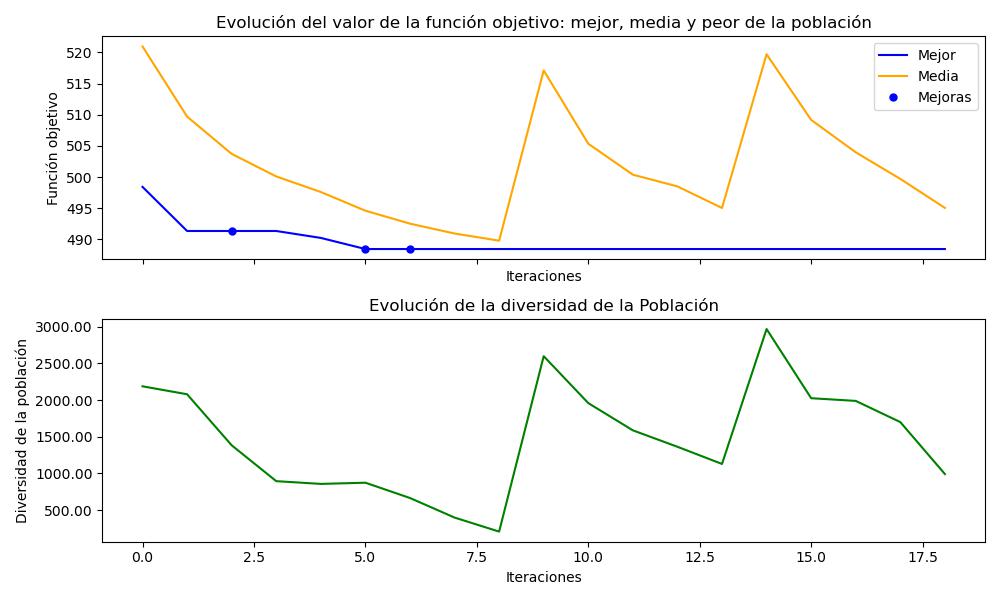 Evolución del valor de la función objetivo: mejor, media y peor de la población
520
515
510
505
500
495
490
Función objetivo
Mejor
Media
Mejoras
Iteraciones
Evolución de la diversidad de la Población
3000.00
2500.00
2000.00
1500.00
1000.00
500.00
Diversidad de la población
0.0 2.5 5.0 7.5 10.0 12.5 15.0 17.5
Iteraciones